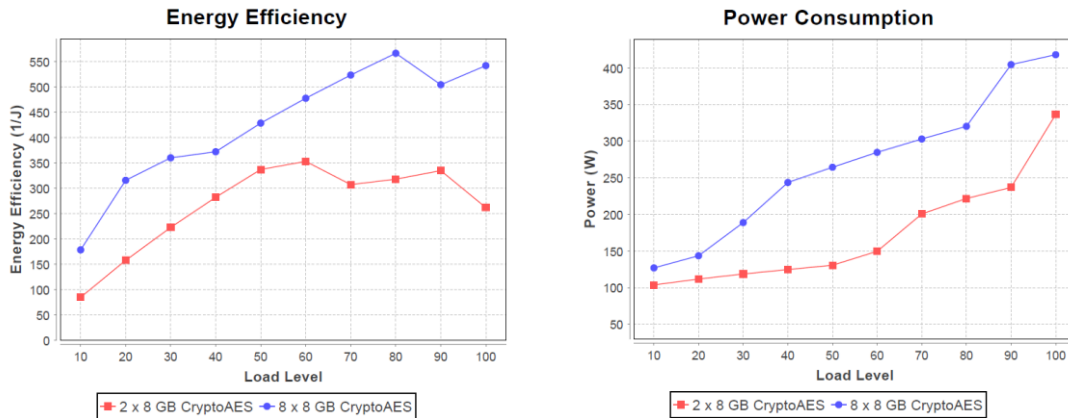 Energy Efficiency
Energy Efficiency (1/J)
550
500
450
400
350
300
250
200
150
100
50
0
10 20 30 40 50 60 70 80 90 100
Load Level
2 x 8 GB CryptoAES 8 x 8 GB CryptoAES
Power Consumption
Power (W)
400
350
300
250
200
150
100
50
10 20 30 40 50 60 70 80 90 100
Load Level
2 x 8 GB CryptoAES 8 x 8 GB CryptoAES